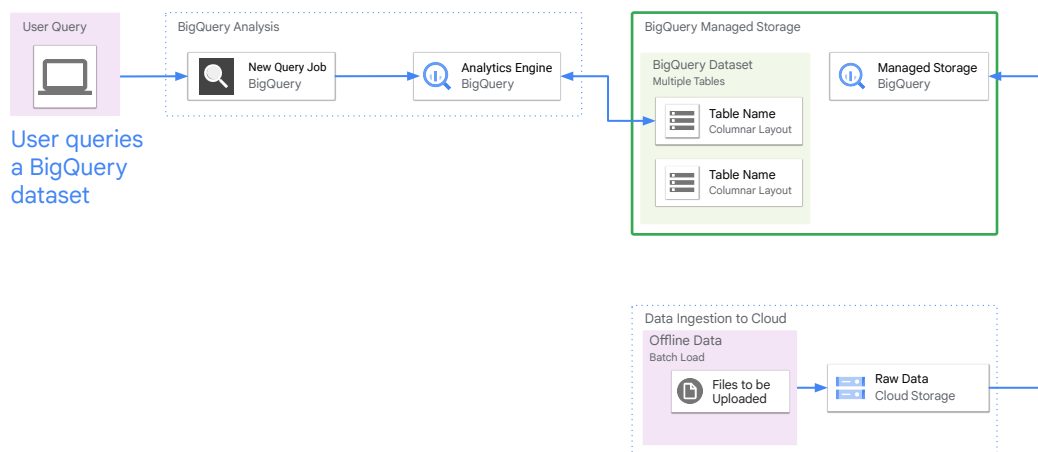 User Query
User queries
a BigQuery
dataset
BigQuery Analysis
New Query Job
BigQuery
Analytics Engine
BigQuery
BigQuery Managed Storage
BigQuery Dataset
Multiple Tables
Table Name
Columnar Layout
Table Name
Columnar Layout
Managed Storage
BigQuery
Data Ingestion to Cloud
Offline Data
Batch Load
Files to be
Uploaded
Raw Data
Cloud Storage